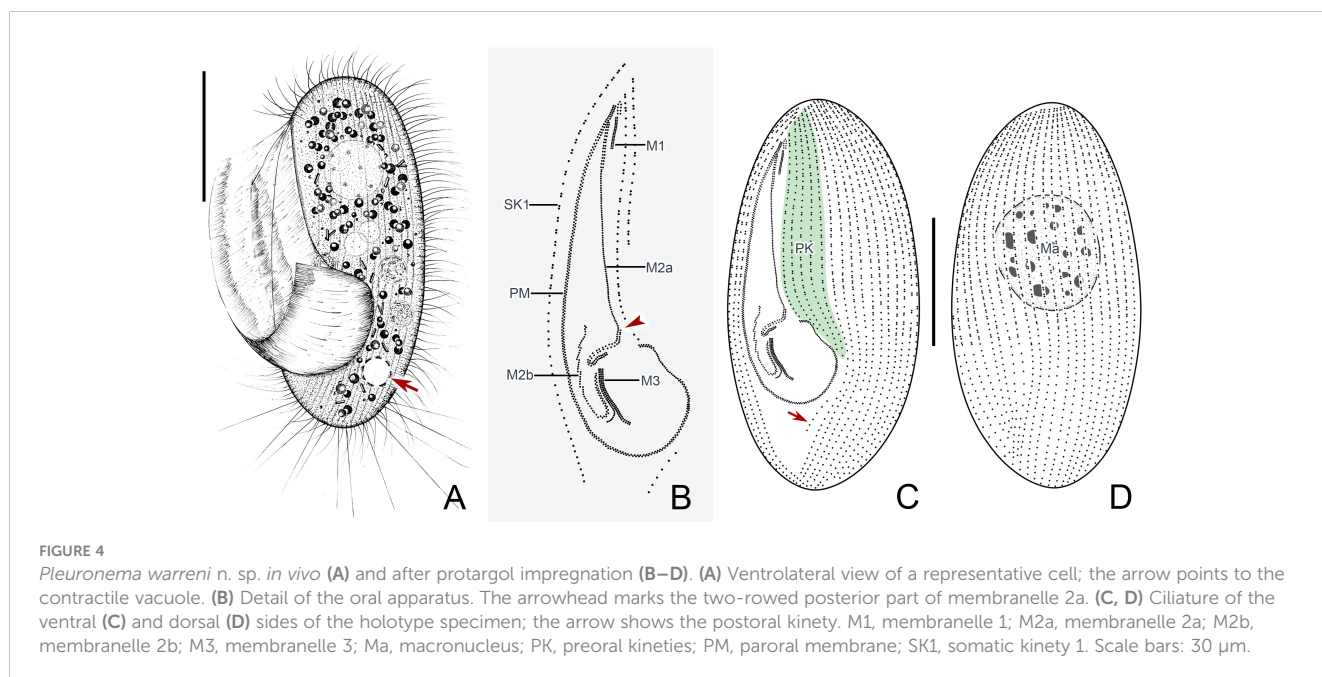 M1
SK1
M2a
PM
M2b
M3
PK
Ma
A
B
C
D
FIGURE 4
Pleuronema warreni n. sp. in vivo (A) and after protargol impregnation (B–D). (A) Ventrolateral view of a representative cell; the arrow points to the
contractile vacuole. (B) Detail of the oral apparatus. The arrowhead marks the two-rowed posterior part of membranelle 2a. (C, D) Ciliature of the
ventral (C) and dorsal (D) sides of the holotype specimen; the arrow shows the postoral kinety. M1, membranelle 1; M2a, membranelle 2a; M2b,
membranelle 2b; M3, membranelle 3; Ma, macronucleus; PK, preoral kineties; PM, paroral membrane; SK1, somatic kinety 1. Scale bars: 30 μm.